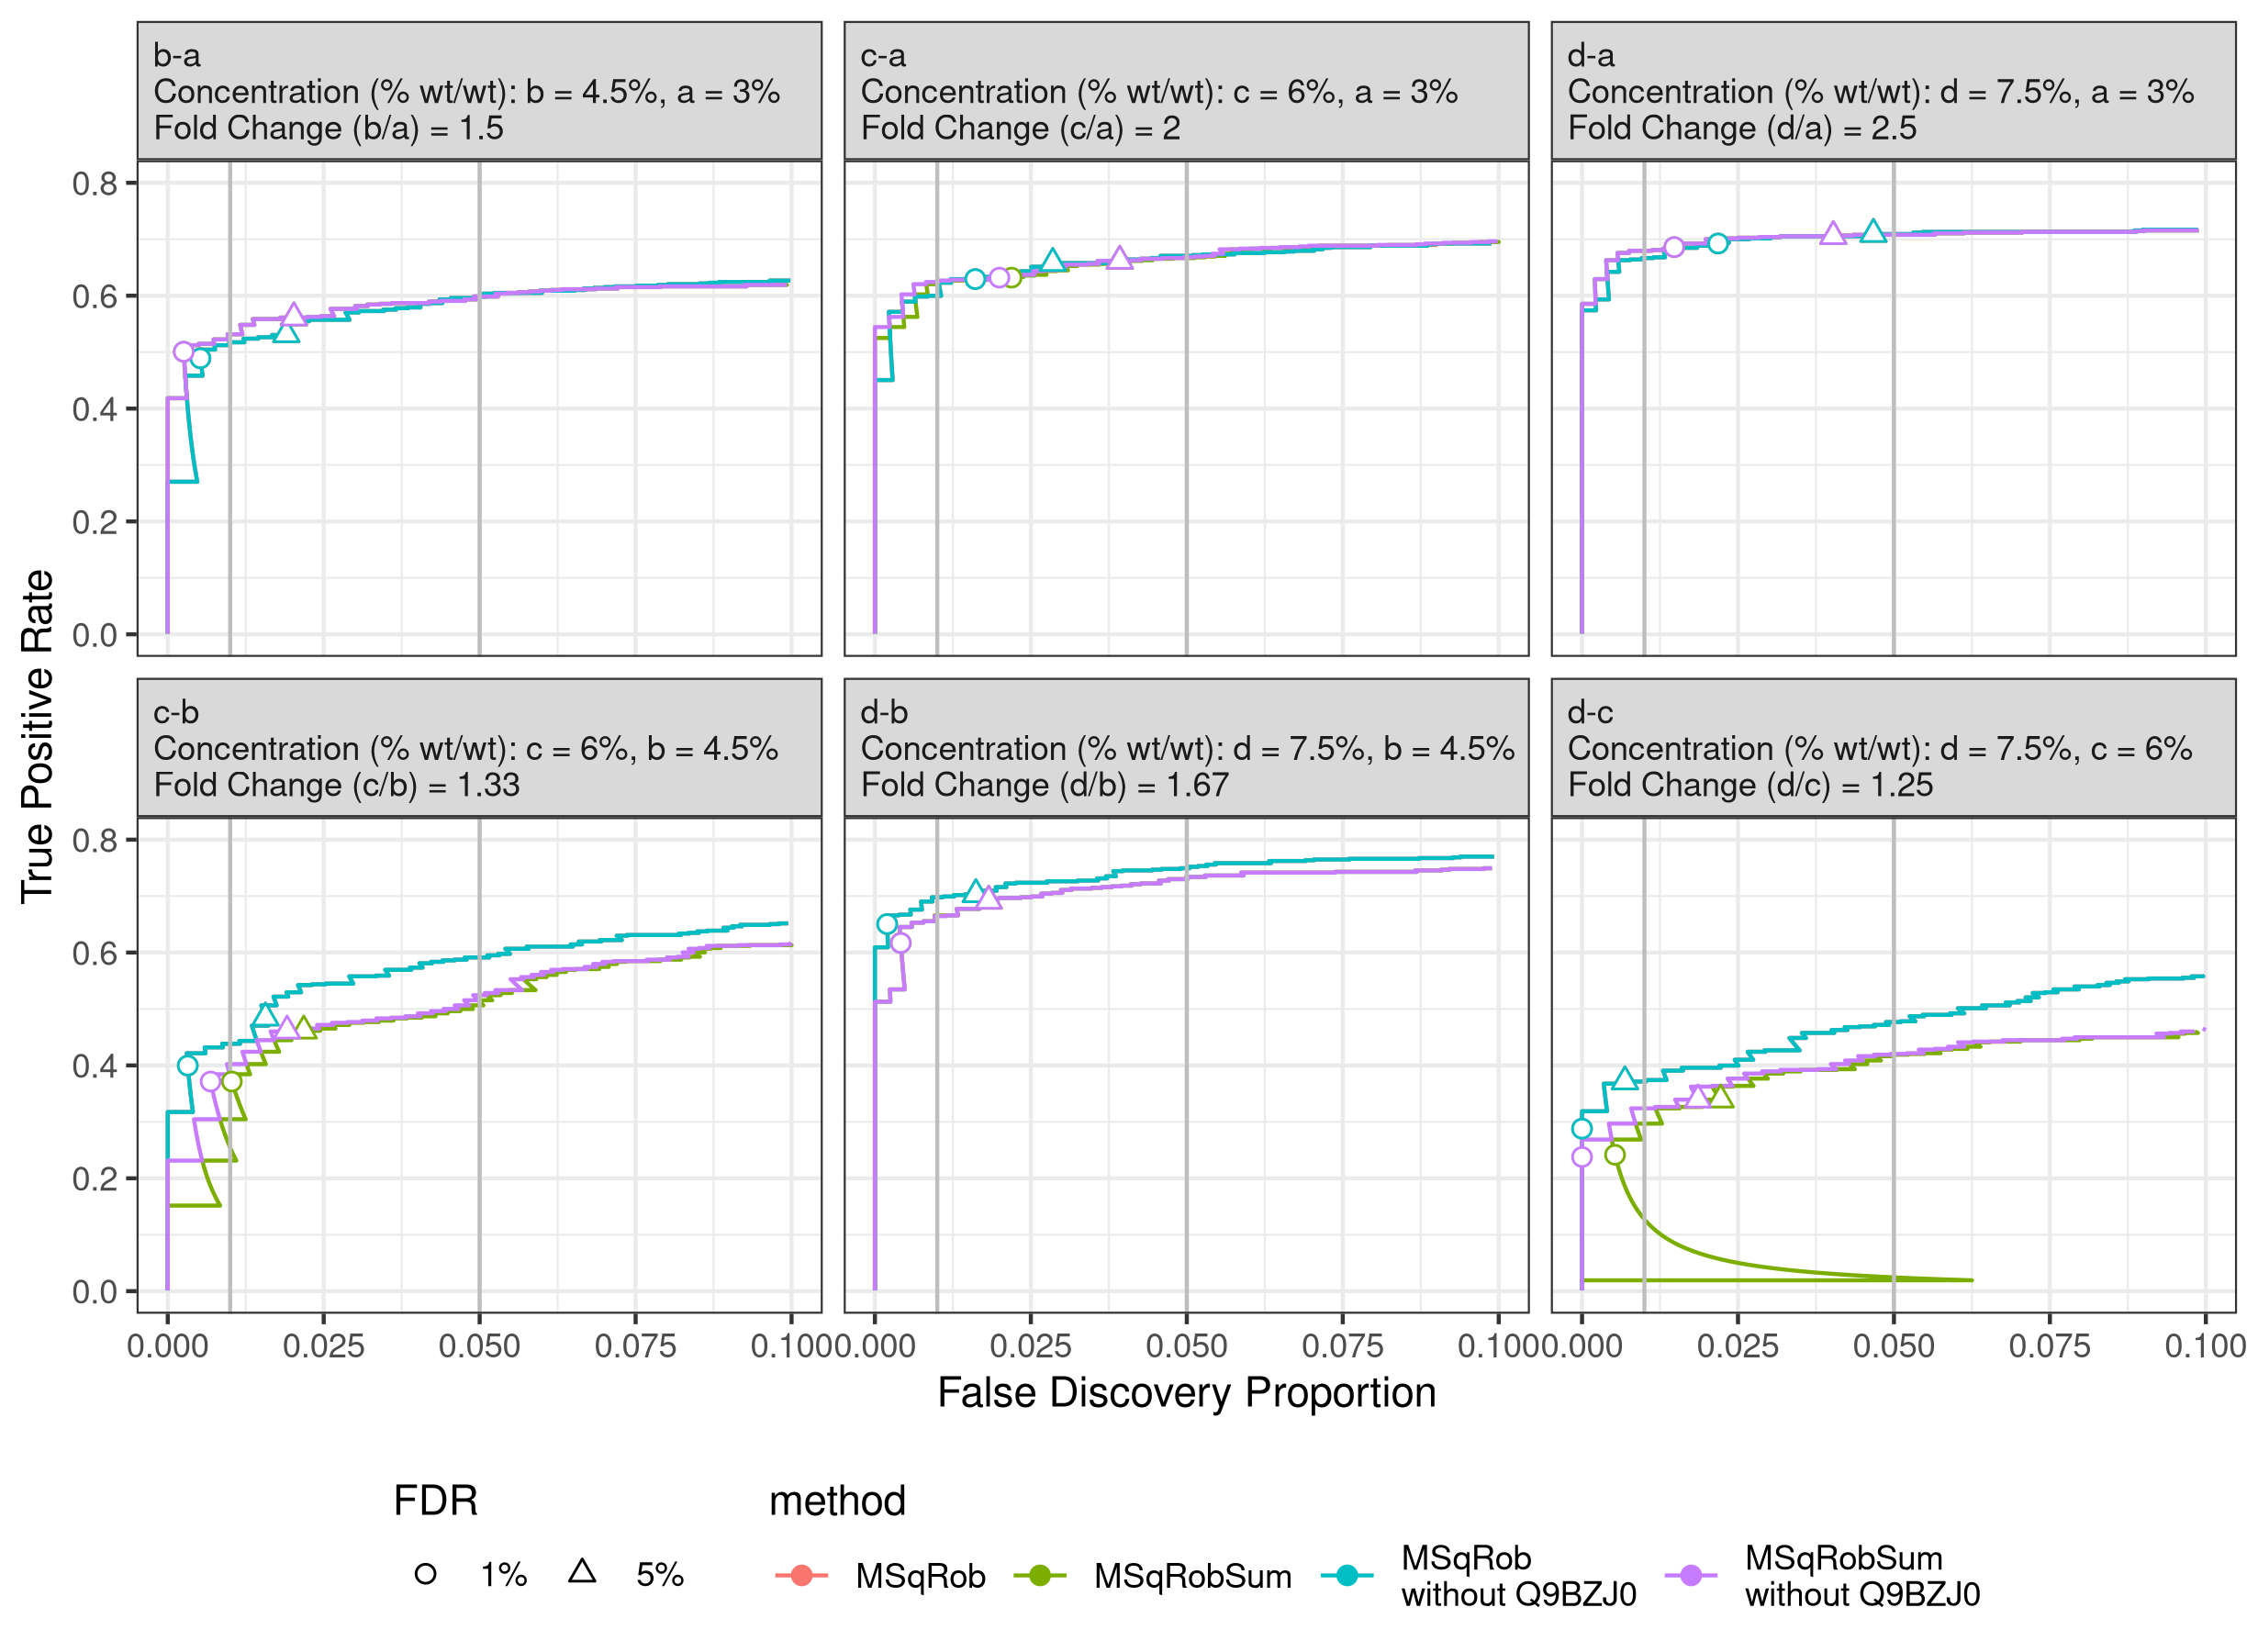 b-a
Concentration (% wt/wt): b = 4.5%, a = 3%
Fold Change (b/a) = 1.5
c-a
Concentration (% wt/wt): c = 6%, a = 3%
Fold Change (c/a) = 2
d-a
Concentration (% wt/wt): d = 7.5%, a = 3%
Fold Change (d/a) = 2.5
0.8
0.6
0.4
0.2
0.0
True Positive Rate
c-b
Concentration (% wt/wt): c = 6%, b = 4.5%
Fold Change (c/b) = 1.33
d-b
Concentration (% wt/wt): d = 7.5%, b = 4.5%
Fold Change (d/b) = 1.67
d-c
Concentration (% wt/wt): d = 7.5%, c = 6%
Fold Change (d/c) = 1.25
0.8
0.6
0.4
0.2
0.0
0.000 0.025 0.050 0.075 0.100
0.000 0.025 0.050 0.075 0.100
0.000 0.025 0.050 0.075 0.100
False Discovery Proportion
FDR
1%
5%
method
MSqRob
MSqRobSum
MSqRob
without Q9BZJ0
MSqRobSum
without Q9BZJ0